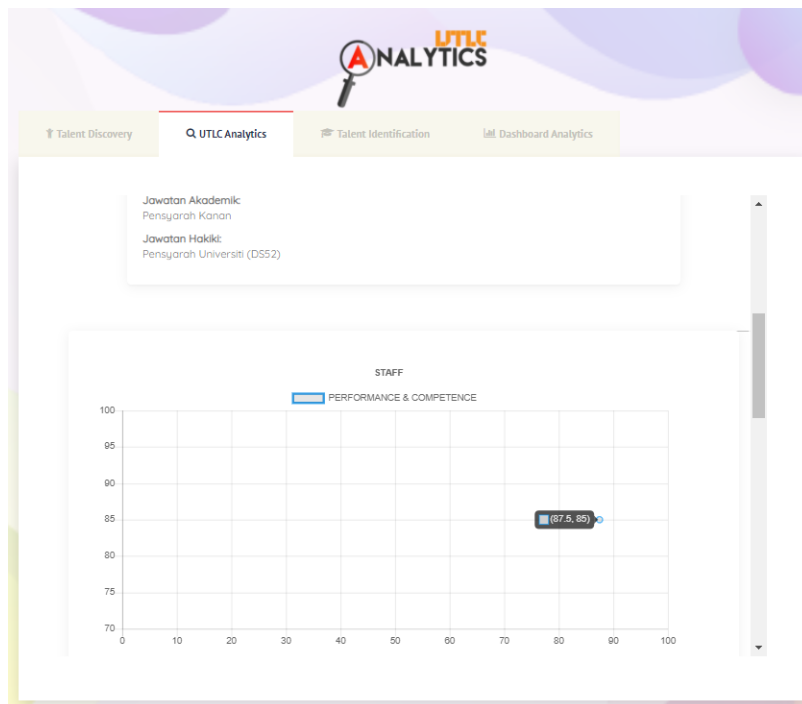 UTLC
ANALYTICS
Talent Discovery
UTLC Analytics
Talent Identification
Dashboard Analytics
Jawatan Akademik:
Pensyarah Kanan
Jawatan Hakiki:
Pensyarah Universiti (DS52)
STAFF
PERFORMANCE & COMPETENCE
100
95
90
85
(87.5, 85)
80
75
70
0 10 20 30 40 50 60 70 80 90 100